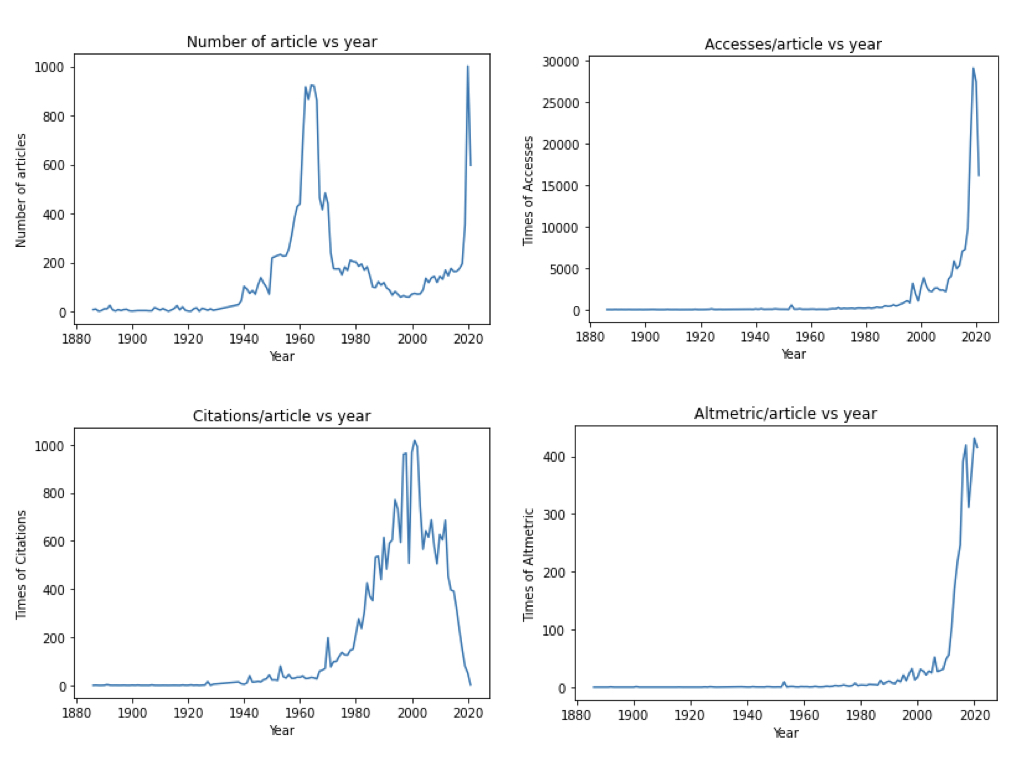 Number of article vs year
Number of articles
1000
800
600
400
200
0
1880 1900 1920 1940 1960 1980 2000 2020
Year
Accesses/article vs year
Times of Accesses
30000
25000
20000
15000
10000
5000
0
1880 1900 1920 1940 1960 1980 2000 2020
Year
Citations/article vs year
Times of Citations
1000
800
600
400
200
0
1880 1900 1920 1940 1960 1980 2000 2020
Year
Altmetric/article vs year
Times of Altmetric
400
300
200
100
0
1880 1900 1920 1940 1960 1980 2000 2020
Year